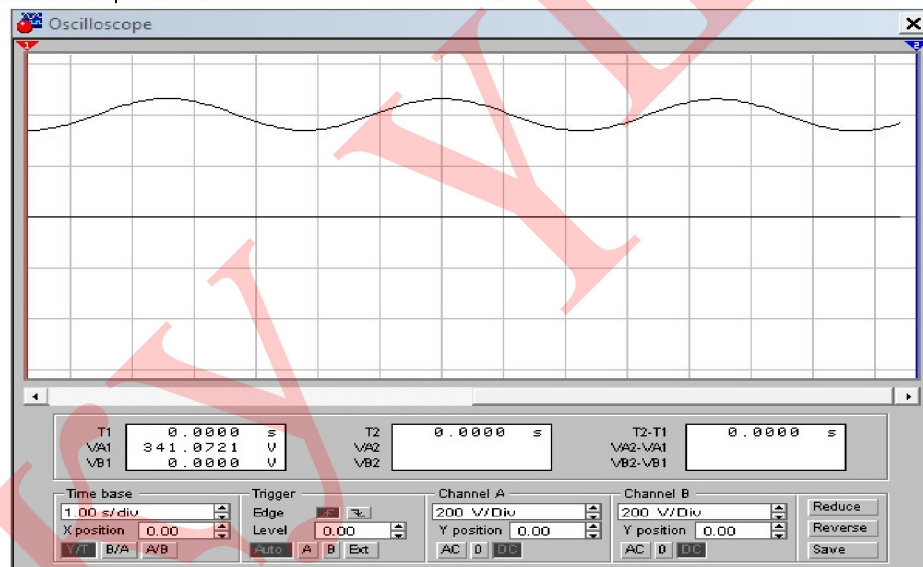 Oscilloscope
1 2
T1 0.0000 s T2 0.0000 s T2-T1 0.0000 s
VA1 341.0721 V VA2 VA2-VA1
VB1 0.0000 V VB2 VB2-VB1
Time base Trigger Channel A Channel B
1.00 s/div Edge 200 V/Div 200 V/Div Reduce
X position 0.00 Level 0.00 Y position 0.00 Y position 0.00 Reverse
Y/T B/A A/B Auto A B Ext AC 0 DC AC 0 DC Save